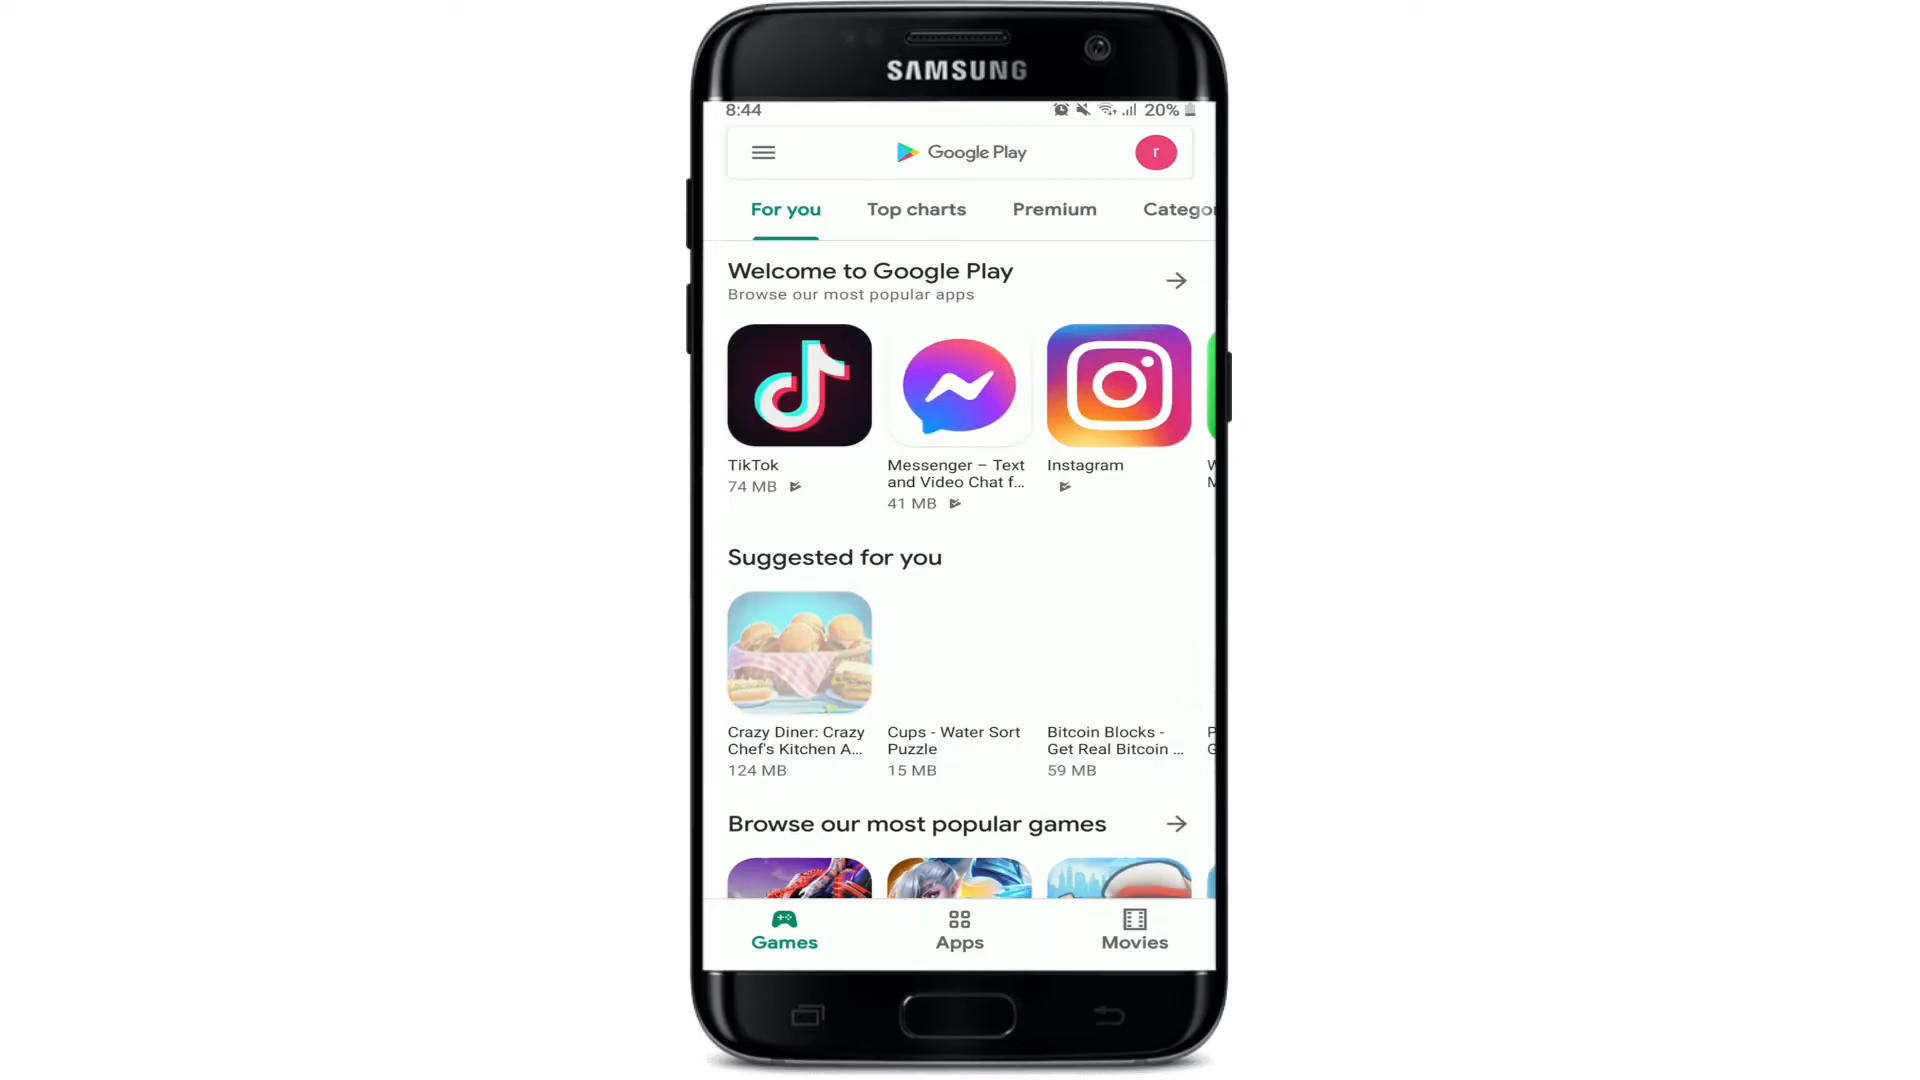 SAMSUNG
8:44
20%
Google Play
r
For you
Top charts
Premium
Categor
Welcome to Google Play
Browse our most popular apps
TikTok
74 MB
Messenger – Text
and Video Chat f...
41 MB
Instagram
Suggested for you
Crazy Diner: Crazy
Chef's Kitchen A...
124 MB
Cups - Water Sort
Puzzle
15 MB
Bitcoin Blocks -
Get Real Bitcoin ...
59 MB
Browse our most popular games
Games
Apps
Movies